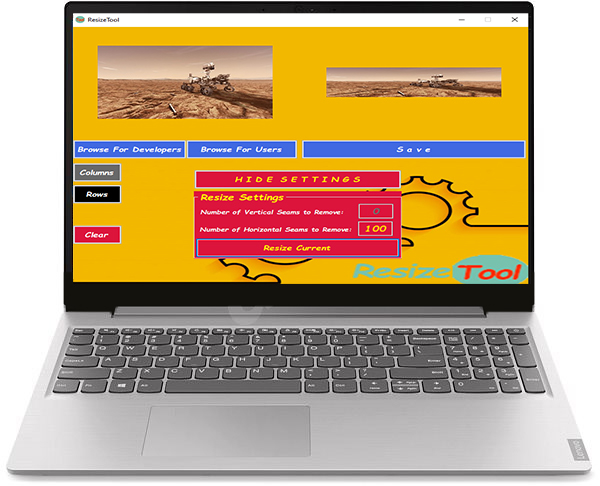 ResizeTool
Browse For Developers
Browse For Users
S a v e
Columns
H I D E S E T T I N G S
Rows
Resize Settings
Number of Vertical Seams to Remove:
0
Number of Horizontal Seams to Remove:
100
Clear
Resize Current
ResizeTool
Lenovo